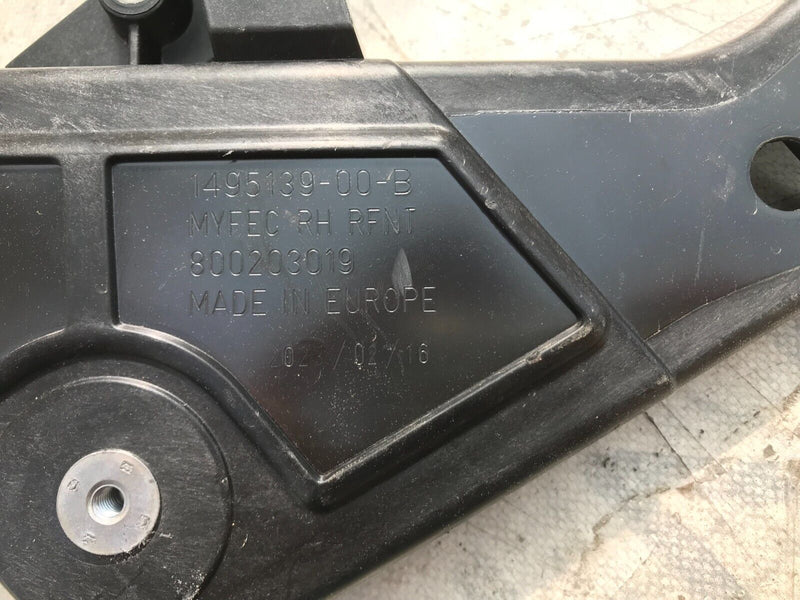 1495139-00-B
MYFEC RH RFNT
800203019
MADE IN EUROPE